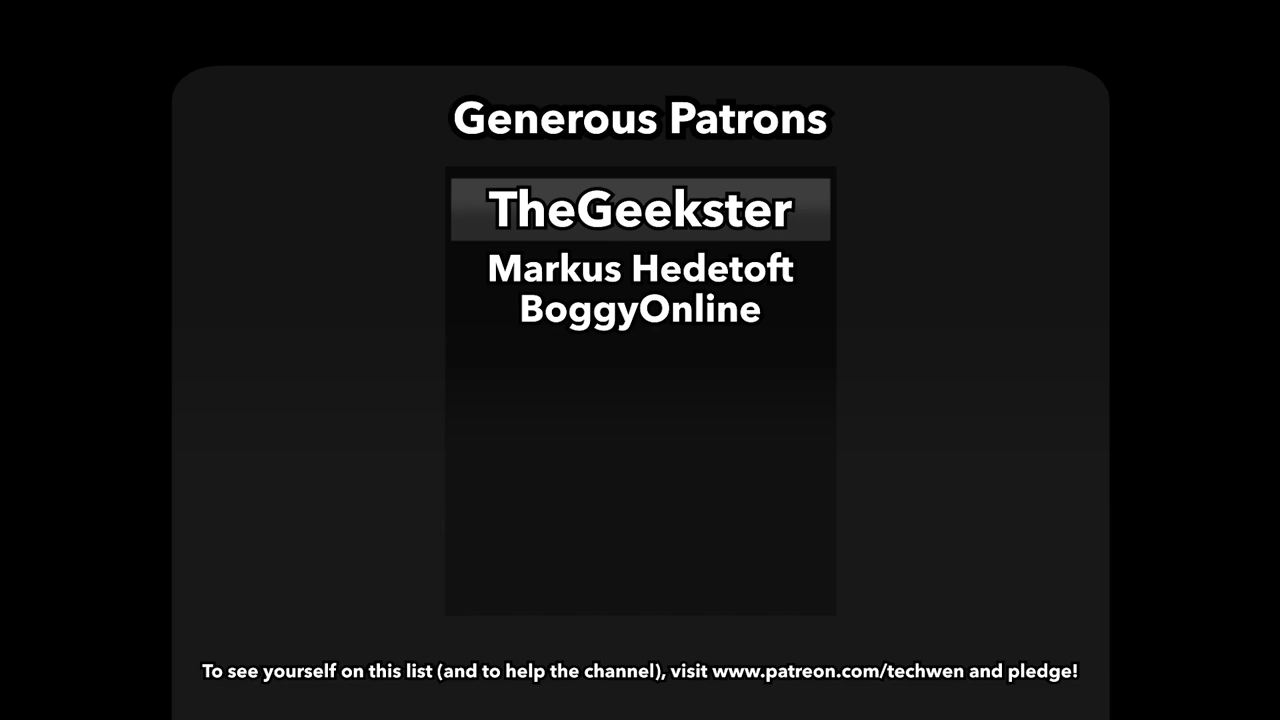 Generous Patrons
TheGeekster
Markus Hedetoft
BoggyOnline
To see yourself on this list (and to help the channel), visit www.patreon.com/techwen and pledge!